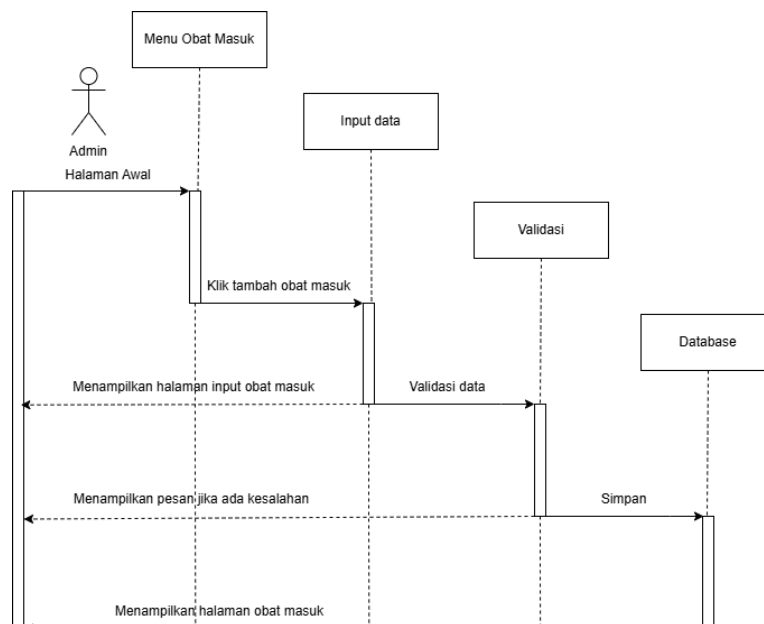 Menu Obat Masuk
Input data
Admin
Halaman Awal
Validasi
Klik tambah obat masuk
Database
Menampilkan halaman input obat masuk
Validasi data
Menampilkan pesan jika ada kesalahan
Simpan
Menampilkan halaman obat masuk